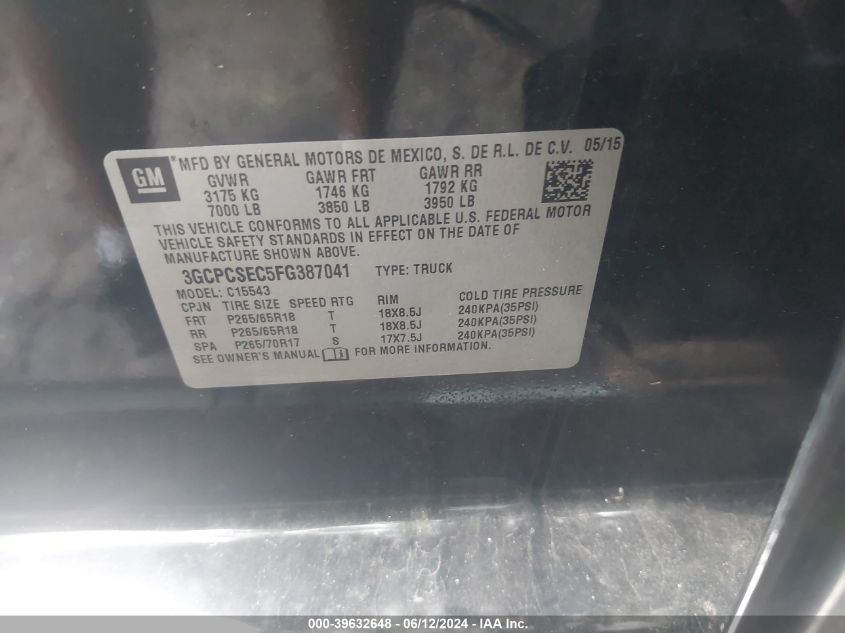 GM
*MFD BY GENERAL MOTORS DE MEXICO, S. DE R.L. DE C.V. 05/15
GVWR GAWR FRT GAWR RR
3175 KG 1746 KG 1792 KG
7000 LB 3850 LB 3950 LB
THIS VEHICLE CONFORMS TO ALL APPLICABLE U.S. FEDERAL MOTOR
VEHICLE SAFETY STANDARDS IN EFFECT ON THE DATE OF
MANUFACTURE SHOWN ABOVE.
3GCPCSEC5FG387041 TYPE: TRUCK
MODEL: C15543
CPJN TIRE SIZE SPEED RTG RIM COLD TIRE PRESSURE
FRT P265/65R18 T 18X8.5J 240KPA(35PSI)
RR P265/65R18 T 18X8.5J 240KPA(35PSI)
SPA P265/70R17 S 17X7.5J 240KPA(35PSI)
SEE OWNER'S MANUAL FOR MORE INFORMATION.
000-39632648 - 06/12/2024 - IAA Inc.